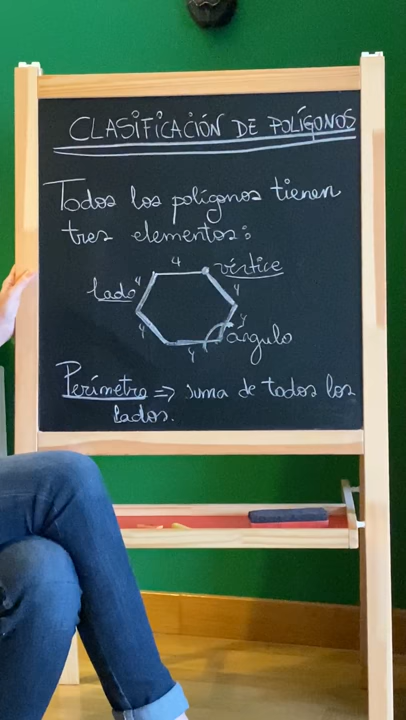 CLASIFICACIÓN DE POLÍGONOS
Todos los polígonos tienen
tres elementos:
4
vértice
lado 4
4
4
4
ángulo
4
Perímetro => suma de todos los
lados.